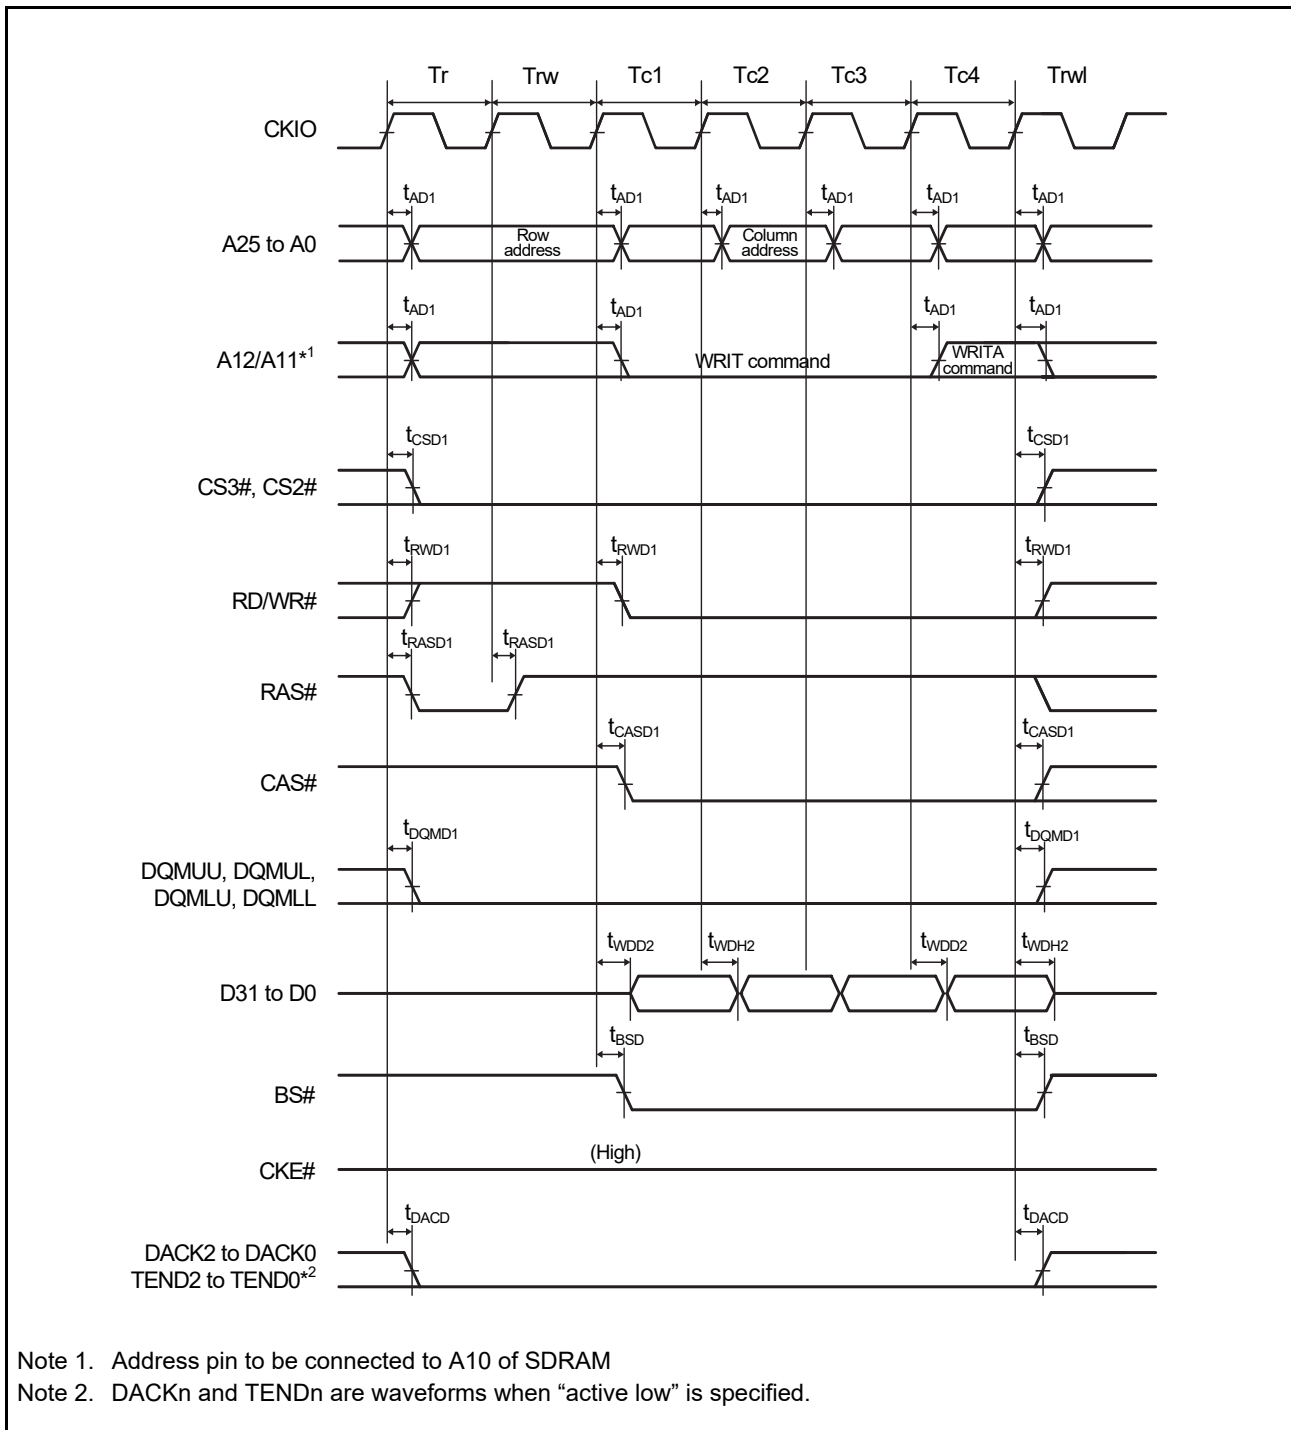 Tr Trw Tc1 Tc2 Tc3 Tc4 Trwl
CKIO
tAD1 tAD1 tAD1 tAD1 tAD1 tAD1
A25 to A0
Row
address
Column
address
tAD1 tAD1 tAD1 tAD1
A12/A11*1
WRIT command
WRITA
command
tCSD1 tCSD1
CS3#, CS2#
tRWD1 tRWD1 tRWD1
RD/WR#
tRASD1 tRASD1
RAS#
tCASD1 tCASD1
CAS#
tDQMD1 tDQMD1
DQMUU, DQMUL,
DQMLU, DQMLL
tWDD2 tWDH2 tWDD2 tWDH2
D31 to D0
tBSD tBSD
BS#
(High)
CKE#
tDACD tDACD
DACK2 to DACK0
TEND2 to TEND0*2
Note 1. Address pin to be connected to A10 of SDRAM
Note 2. DACKn and TENDn are waveforms when “active low” is specified.